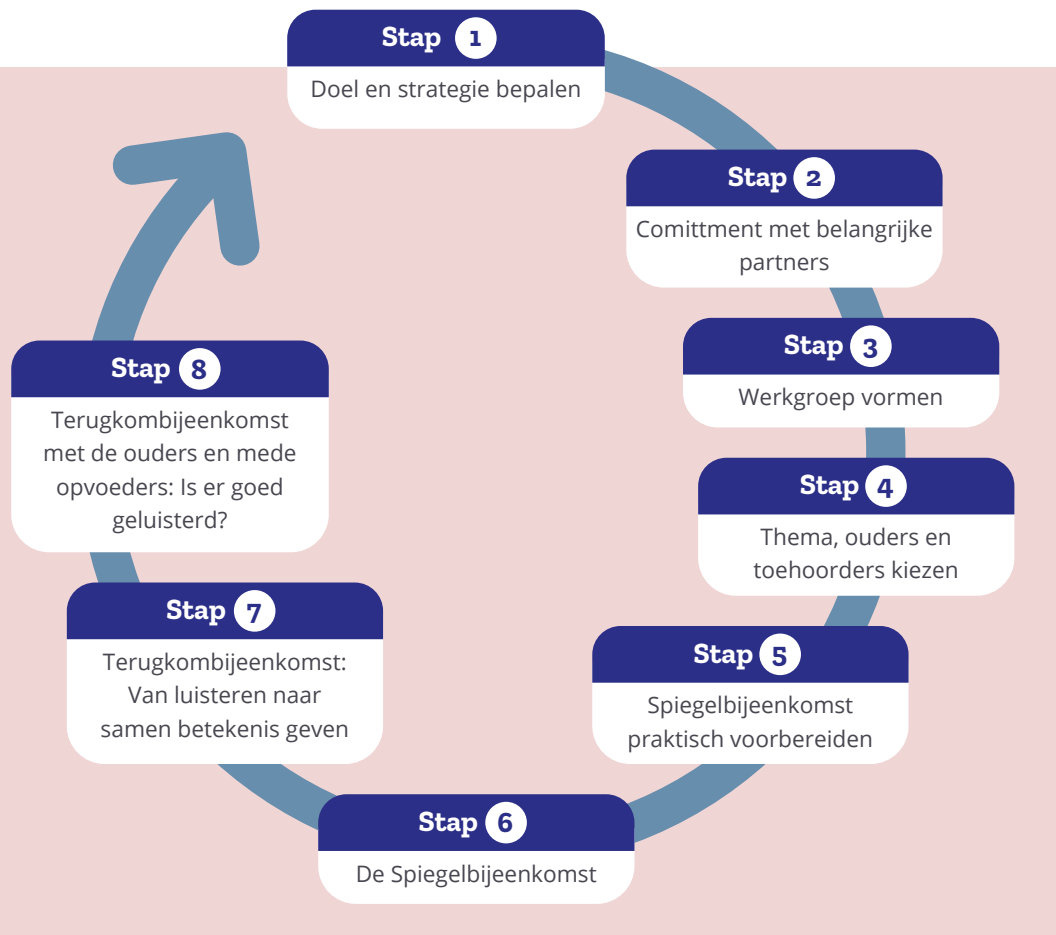 Stap 1
Doel en strategie bepalen
Stap 2
Comittment met belangrijke
partners
Stap 3
Werkgroep vormen
Stap 4
Thema, ouders en
toehoorders kiezen
Stap 5
Spiegelbijeenkomst
praktisch voorbereiden
Stap 6
De Spiegelbijeenkomst
Stap 7
Terugkombijeenkomst:
Van luisteren naar
samen betekenis geven
Stap 8
Terugkombijeenkomst
met de ouders en mede
opvoeders: Is er goed
geluisterd?